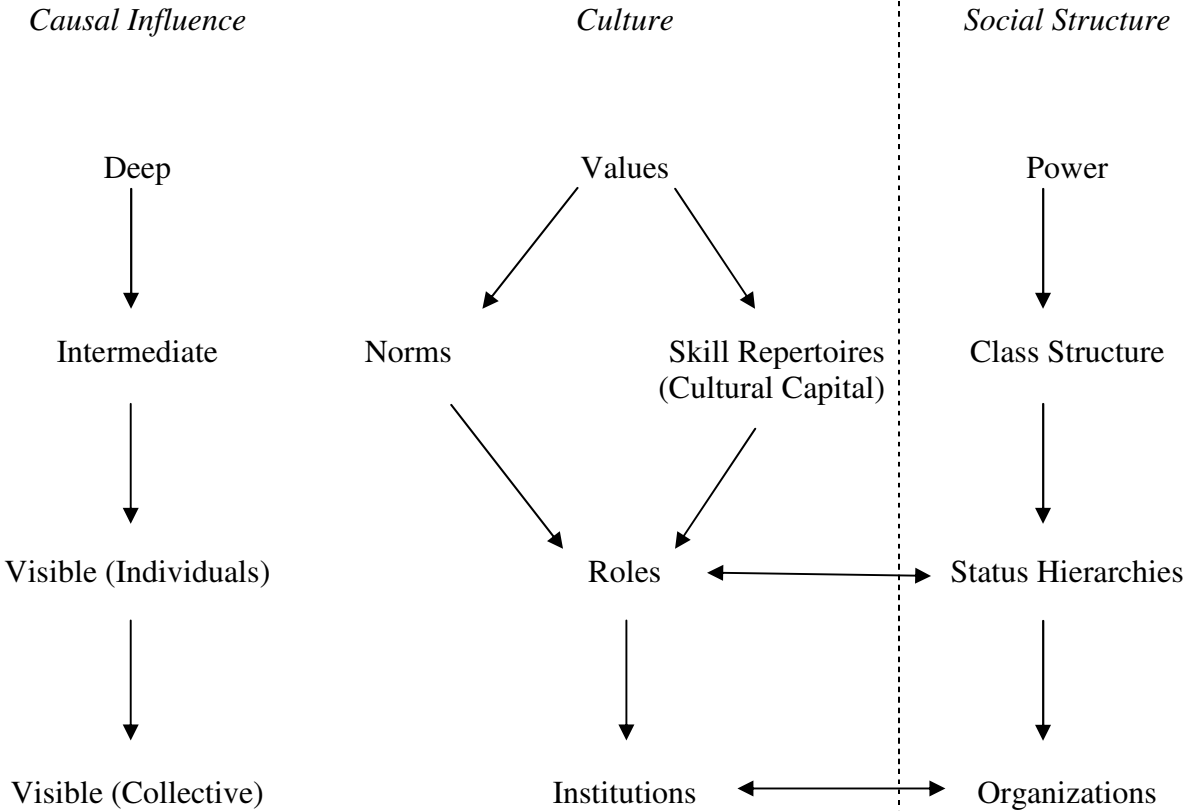 Causal Influence
Culture
Social Structure
Deep
Values
Power
Intermediate
Norms
Skill Repertoires
(Cultural Capital)
Class Structure
Visible (Individuals)
Roles
Status Hierarchies
Visible (Collective)
Institutions
Organizations